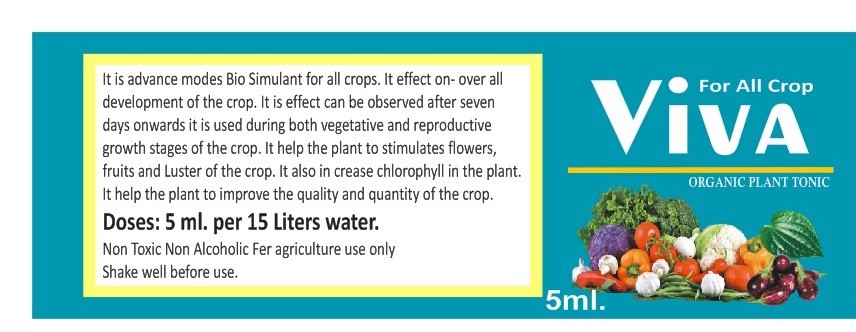 It is advance modes Bio Simulant for all crops. It effect on- over all
development of the crop. It is effect can be observed after seven
days onwards it is used during both vegetative and reproductive
growth stages of the crop. It help the plant to stimulates flowers,
fruits and Luster of the crop. It also in crease chlorophyll in the plant.
It help the plant to improve the quality and quantity of the crop.
Doses: 5 ml. per 15 Liters water.
Non Toxic Non Alcoholic Fer agriculture use only
Shake well before use.
For All Crop
ViVA
ORGANIC PLANT TONIC
5ml.